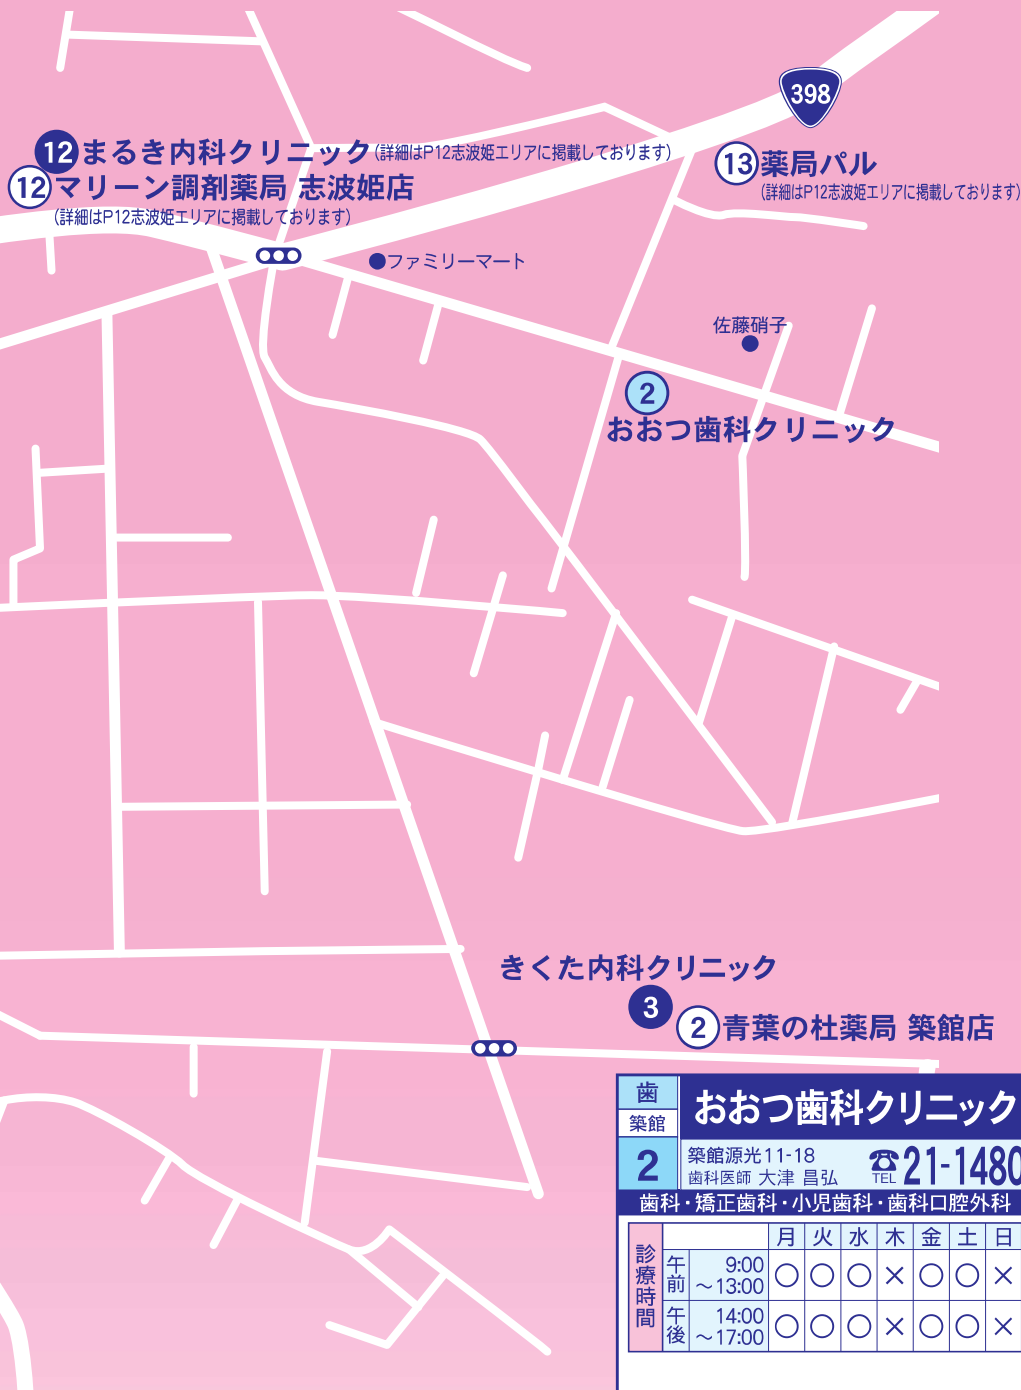 398
12 まるき内科クリニック(詳細はP12志波姫エリアに掲載しております)
12 マリーン調剤薬局 志波姫店
(詳細はP12志波姫エリアに掲載しております)
13 薬局パル
(詳細はP12志波姫エリアに掲載しております)
ファミリーマート
佐藤硝子
2
おおつ歯科クリニック
きくた内科クリニック
3
2 青葉の杜薬局 築館店
歯
築館
2
おおつ歯科クリニック
築館源光11-18
歯科医師 大津 昌弘
TEL 21-1480
歯科・矯正歯科・小児歯科・歯科口腔外科
診療時間
月 火 水 木 金 土 日
午前 9:00～13:00 ○ ○ ○ × ○ ○ ×
午後 14:00～17:00 ○ ○ ○ × ○ ○ ×